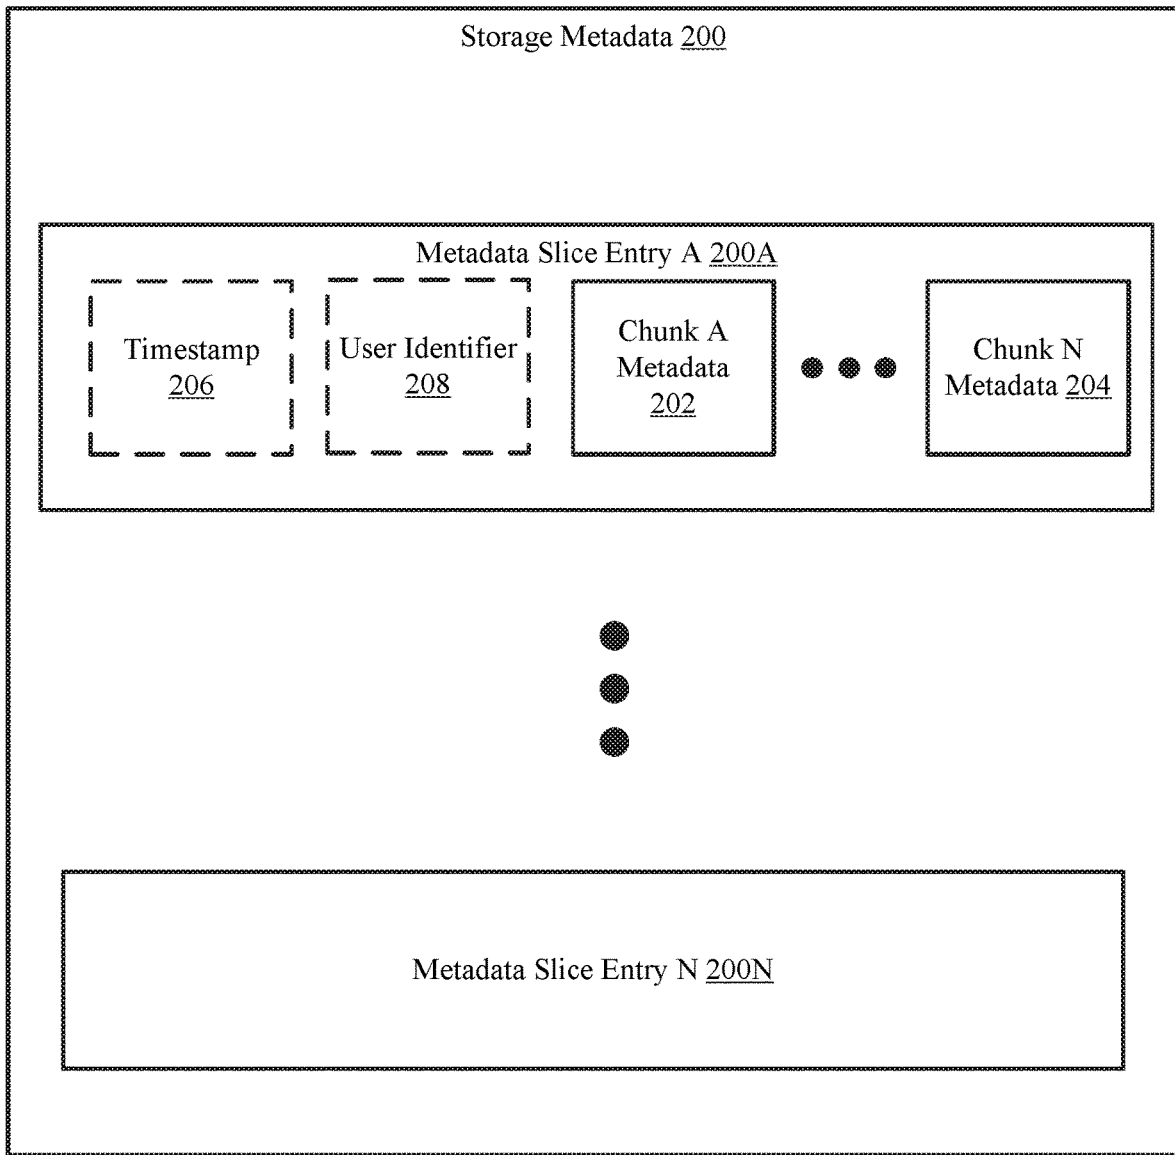 Storage Metadata 200
Metadada Slice Entry A 200A
Timestamp
206
User Identifier
208
Chunk A
Metadata
202
Chunk N
Metadata 204
Metadata Slice Entry N 200N